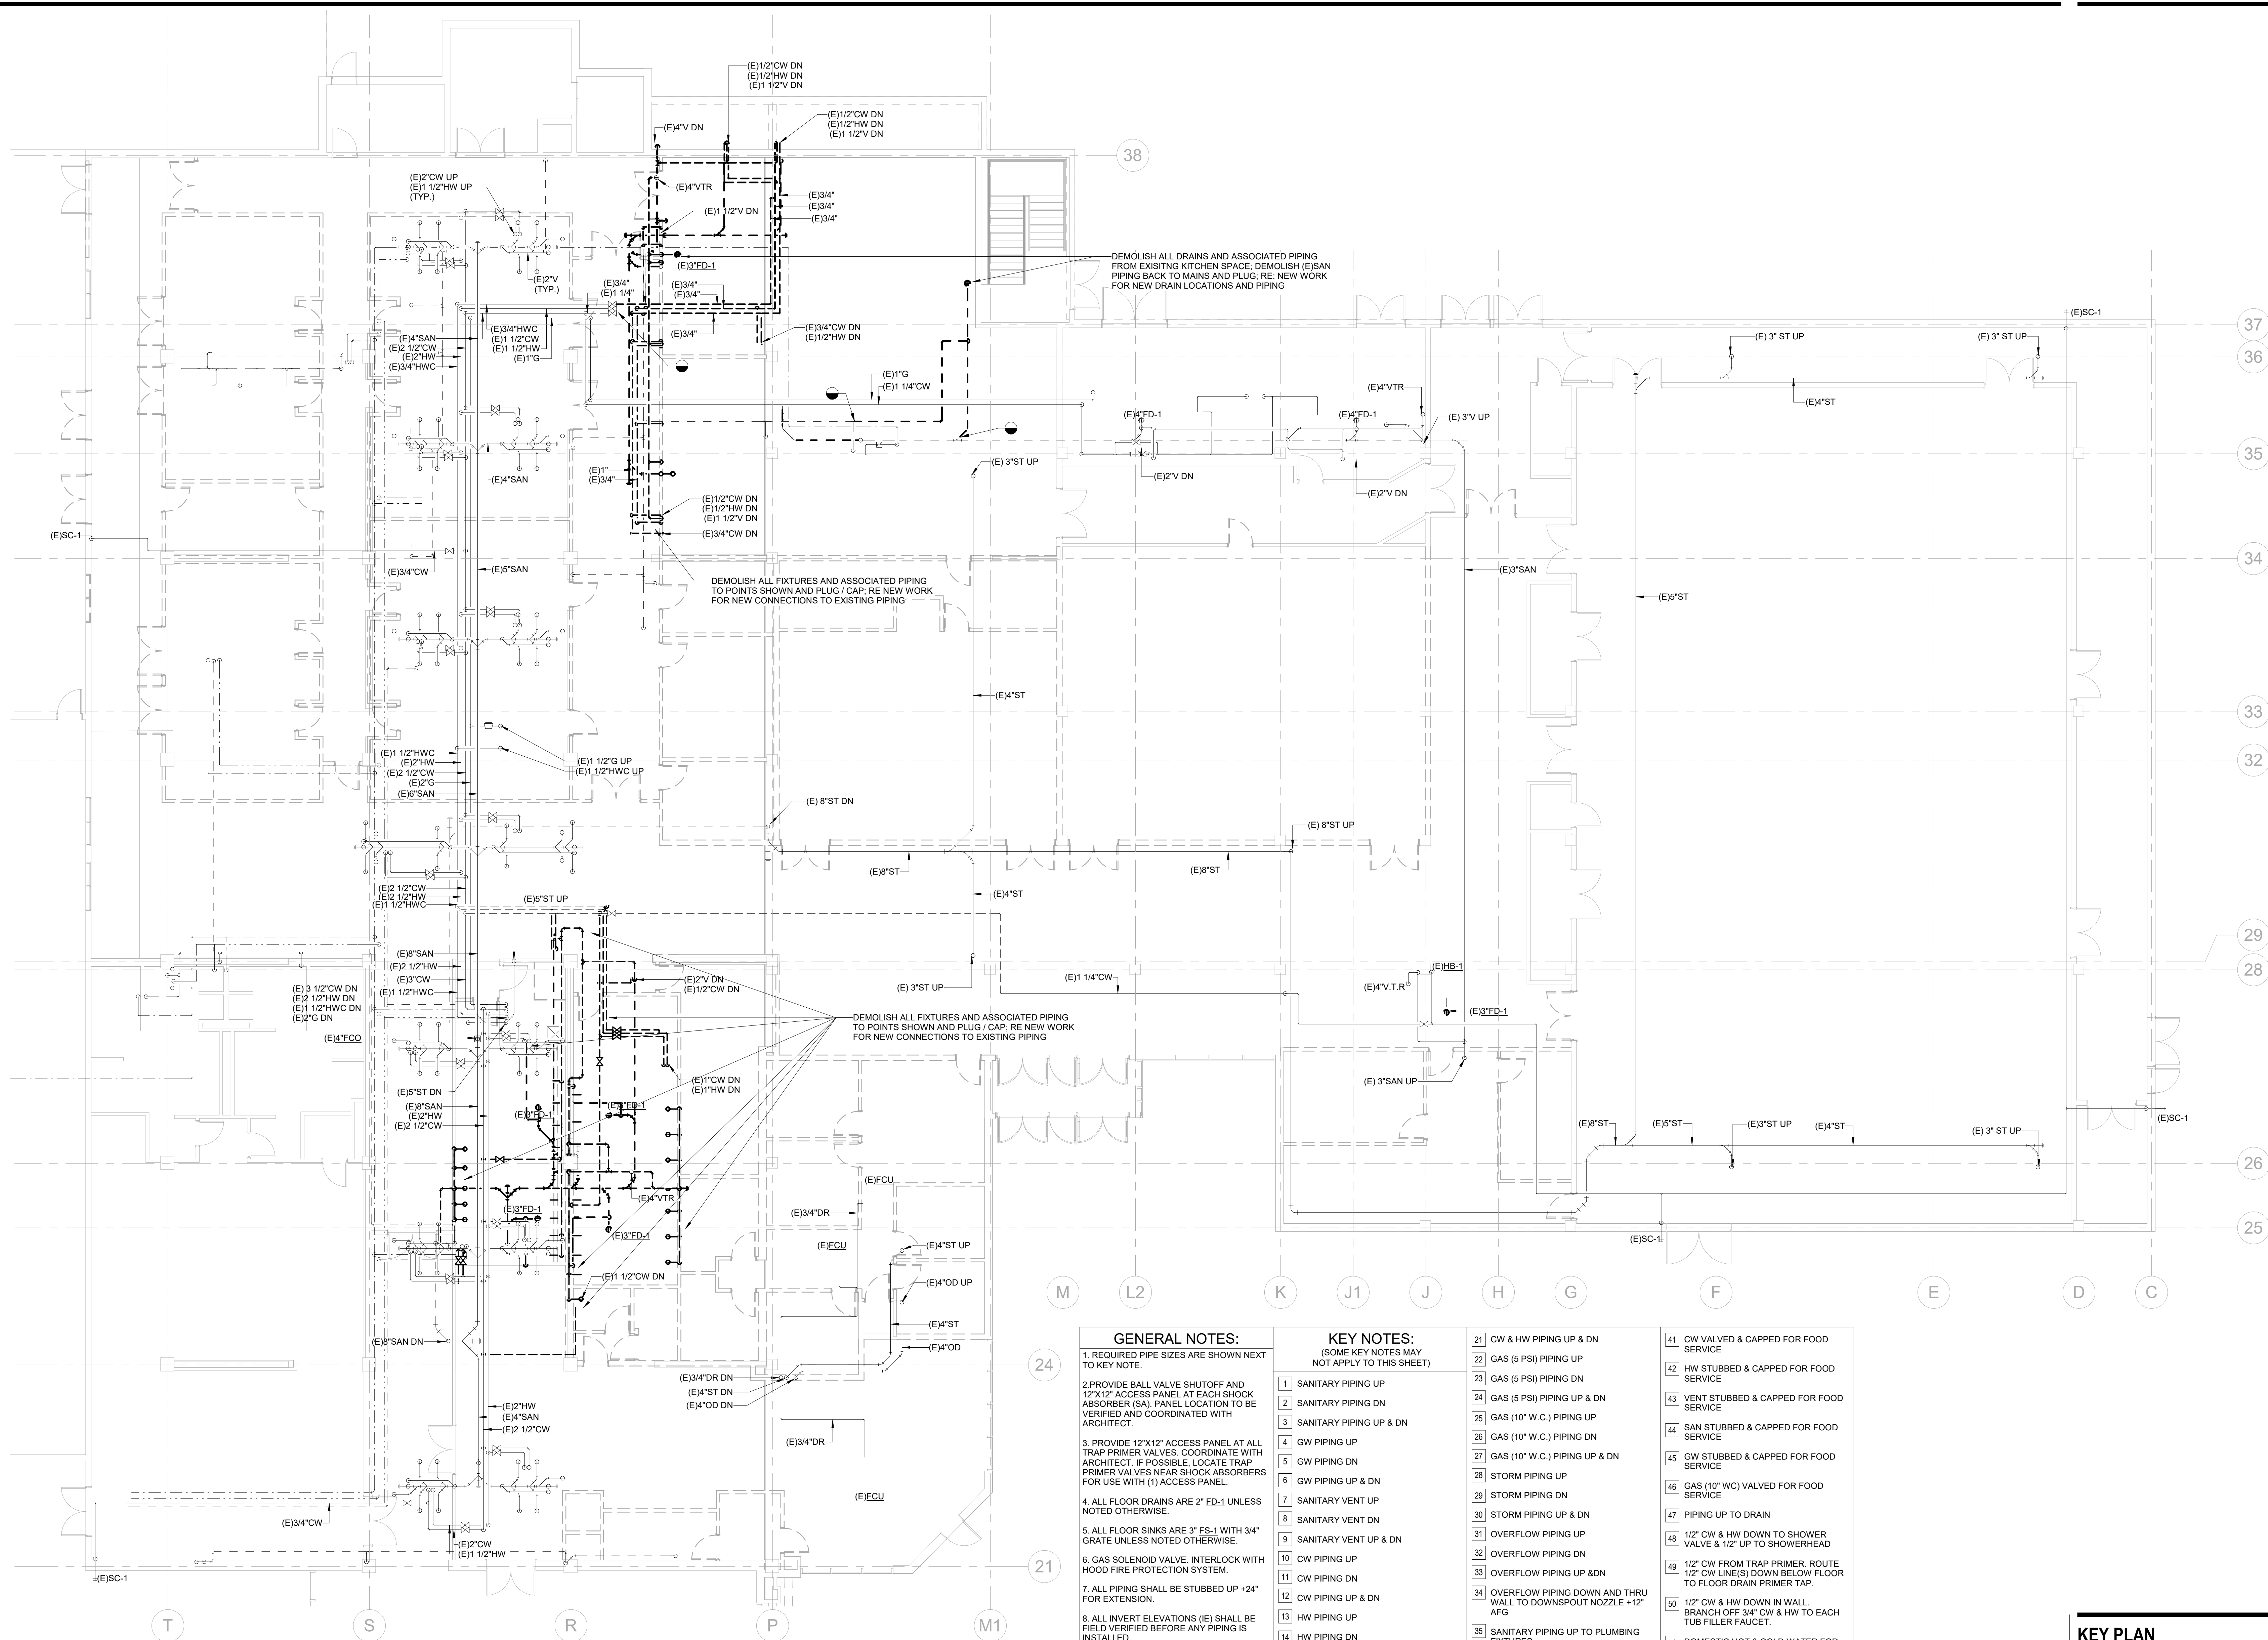 (E)1/2"CW DN
(E)1/2"HW DN
(E)1 1/2"V DN
(E)1/2"CW DN
(E)1/2"HW DN
(E)1 1/2"V DN
(E)4"V DN
38
(E)2"CW UP
(E)1 1/2"HW UP
(TYP.)
(E)4"VTR
(E)3/4"
(E)3/4"
(E)3/4"
(E)1 1/2"V DN
(E)3"FD-1
DEMOLISH ALL DRAINS AND ASSOCIATED PIPING
FROM EXISITNG KITCHEN SPACE; DEMOLISH (E)SAN
PIPING BACK TO MAINS AND PLUG; RE: NEW WORK
FOR NEW DRAIN LOCATIONS AND PIPING
(E)2"V
(TYP.)
(E)3/4"
(E)1 1/4"
(E)3/4"
(E)3/4"
(E)SC-1
37
(E)3/4"HWC
(E)1 1/2"CW
(E)1 1/2"HW
(E)1"G
(E)3/4"
(E)3/4"CW DN
(E)1/2"HW DN
(E)4"SAN
(E)2 1/2"CW
(E)2"HW
(E)3/4"HWC
(E) 3" ST UP
(E) 3" ST UP
36
(E)1"G
(E)1 1/4"CW
(E)4"VTR
(E)4"ST
(E)4"FD-1
(E)4"FD-1
(E) 3"V UP
35
(E)1"
(E)3/4"
(E)4"SAN
(E) 3"ST UP
(E)2"V DN
(E)2"V DN
(E)1/2"CW DN
(E)1/2"HW DN
(E)1 1/2"V DN
(E)3/4"CW DN
(E)SC-1
34
(E)3/4"CW
(E)5"SAN
(E)3"SAN
DEMOLISH ALL FIXTURES AND ASSOCIATED PIPING
TO POINTS SHOWN AND PLUG / CAP; RE NEW WORK
FOR NEW CONNECTIONS TO EXISTING PIPING
(E)5"ST
(E)4"ST
33
(E)1 1/2"HWC
(E)2"HW
(E)2 1/2"CW
(E)2"G
(E)6"SAN
(E)1 1/2"G UP
(E)1 1/2"HWC UP
32
(E) 8"ST DN
(E) 8"ST UP
(E)8"ST
(E)8"ST
(E)2 1/2"CW
(E)2 1/2"HW
(E)1 1/2"HWC
(E)5"ST UP
(E)4"ST
29
(E)8"SAN
(E)2 1/2"HW
(E)3"CW
(E)1 1/2"HWC
(E)2"V DN
(E)1/2"CW DN
(E) 3"ST UP
(E)1 1/4"CW
(E)HB-1
(E)4"V.T.R
28
(E) 3 1/2"CW DN
(E)2 1/2"HW DN
(E)1 1/2"HWC DN
(E)2"G DN
(E)3"FD-1
DEMOLISH ALL FIXTURES AND ASSOCIATED PIPING
TO POINTS SHOWN AND PLUG / CAP; RE NEW WORK
FOR NEW CONNECTIONS TO EXISTING PIPING
(E)4"FCO
(E)1"CW DN
(E)1"HW DN
(E) 3"SAN UP
(E)5"ST DN
(E)8"SAN
(E)2"HW
(E)2 1/2"CW
(E)3"FD-1
(E)3"FD-1
(E)SC-1
(E)8"ST
(E)5"ST
(E)3"ST UP
(E)4"ST
(E) 3" ST UP
26
(E)FCU
(E)4"VTR
(E)3"FD-1
(E)3/4"DR
(E)3"FD-1
25
(E)FCU
(E)4"ST UP
(E)SC-1
(E)1 1/2"CW DN
(E)4"OD UP
M
L2
K
J1
J
H
G
F
E
D
C
(E)4"ST
(E)8"SAN DN
(E)4"OD
24
(E)3/4"DR DN
(E)4"ST DN
(E)4"OD DN
(E)2"HW
(E)4"SAN
(E)2 1/2"CW
(E)3/4"DR
(E)FCU
(E)3/4"CW
(E)2"CW
(E)1 1/2"HW
21
(E)SC-1
T
S
R
P
M1
GENERAL NOTES:
1. REQUIRED PIPE SIZES ARE SHOWN NEXT
TO KEY NOTE.
2.PROVIDE BALL VALVE SHUTOFF AND
12"X12" ACCESS PANEL AT EACH SHOCK
ABSORBER (SA). PANEL LOCATION TO BE
VERIFIED AND COORDINATED WITH
ARCHITECT.
3. PROVIDE 12"X12" ACCESS PANEL AT ALL
TRAP PRIMER VALVES. COORDINATE WITH
ARCHITECT. IF POSSIBLE, LOCATE TRAP
PRIMER VALVES NEAR SHOCK ABSORBERS
FOR USE WITH (1) ACCESS PANEL.
4. ALL FLOOR DRAINS ARE 2" FD-1 UNLESS
NOTED OTHERWISE.
5. ALL FLOOR SINKS ARE 3" FS-1 WITH 3/4"
GRATE UNLESS NOTED OTHERWISE.
6. GAS SOLENOID VALVE. INTERLOCK WITH
HOOD FIRE PROTECTION SYSTEM.
7. ALL PIPING SHALL BE STUBBED UP +24"
FOR EXTENSION.
8. ALL INVERT ELEVATIONS (IE) SHALL BE
FIELD VERIFIED BEFORE ANY PIPING IS
INSTALLED.
KEY NOTES:
(SOME KEY NOTES MAY
NOT APPLY TO THIS SHEET)
1 SANITARY PIPING UP
2 SANITARY PIPING DN
3 SANITARY PIPING UP & DN
4 GW PIPING UP
5 GW PIPING DN
6 GW PIPING UP & DN
7 SANITARY VENT UP
8 SANITARY VENT DN
9 SANITARY VENT UP & DN
10 CW PIPING UP
11 CW PIPING DN
12 CW PIPING UP & DN
13 HW PIPING UP
14 HW PIPING DN
21 CW & HW PIPING UP & DN
22 GAS (5 PSI) PIPING UP
23 GAS (5 PSI) PIPING DN
24 GAS (5 PSI) PIPING UP & DN
25 GAS (10" W.C.) PIPING UP
26 GAS (10" W.C.) PIPING DN
27 GAS (10" W.C.) PIPING UP & DN
28 STORM PIPING UP
29 STORM PIPING DN
30 STORM PIPING UP & DN
31 OVERFLOW PIPING UP
32 OVERFLOW PIPING DN
33 OVERFLOW PIPING UP &DN
34 OVERFLOW PIPING DOWN AND THRU
WALL TO DOWNSPOUT NOZZLE +12"
AFG
35 SANITARY PIPING UP TO PLUMBING
41 CW VALVED & CAPPED FOR FOOD
SERVICE
42 HW STUBBED & CAPPED FOR FOOD
SERVICE
43 VENT STUBBED & CAPPED FOR FOOD
SERVICE
44 SAN STUBBED & CAPPED FOR FOOD
SERVICE
45 GW STUBBED & CAPPED FOR FOOD
SERVICE
46 GAS (10" WC) VALVED FOR FOOD
SERVICE
47 PIPING UP TO DRAIN
48 1/2" CW & HW DOWN TO SHOWER
VALVE & 1/2" UP TO SHOWERHEAD
49 1/2" CW FROM TRAP PRIMER. ROUTE
1/2" CW LINE(S) DOWN BELOW FLOOR
TO FLOOR DRAIN PRIMER TAP.
50 1/2" CW & HW DOWN IN WALL.
BRANCH OFF 3/4" CW & HW TO EACH
TUB FILLER FAUCET.
KEY PLAN